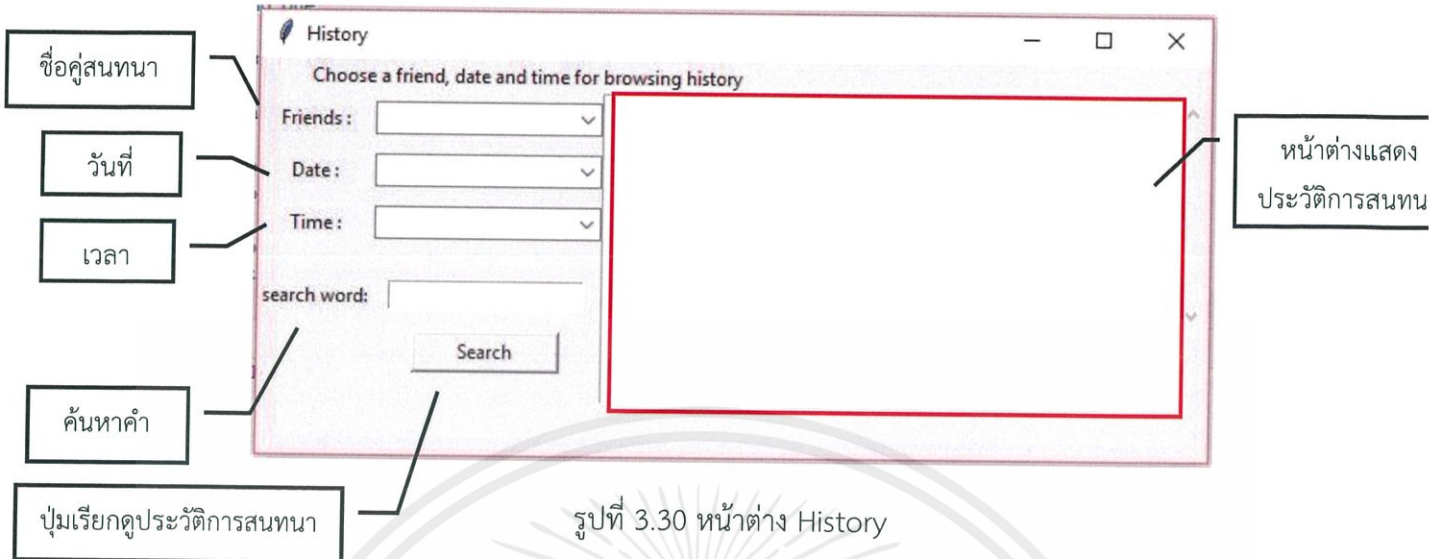 History
ชื่อคู่สนทนา
Choose a friend, date and time for browsing history
Friends :
วันที่
Date :
หน้าต่างแสดง
ประวัติการสนทน
Time :
เวลา
search word:
Search
ค้นหาคำ
ปุ่มเรียกดูประวัติการสนทนา
รูปที่ 3.30 หน้าต่าง History